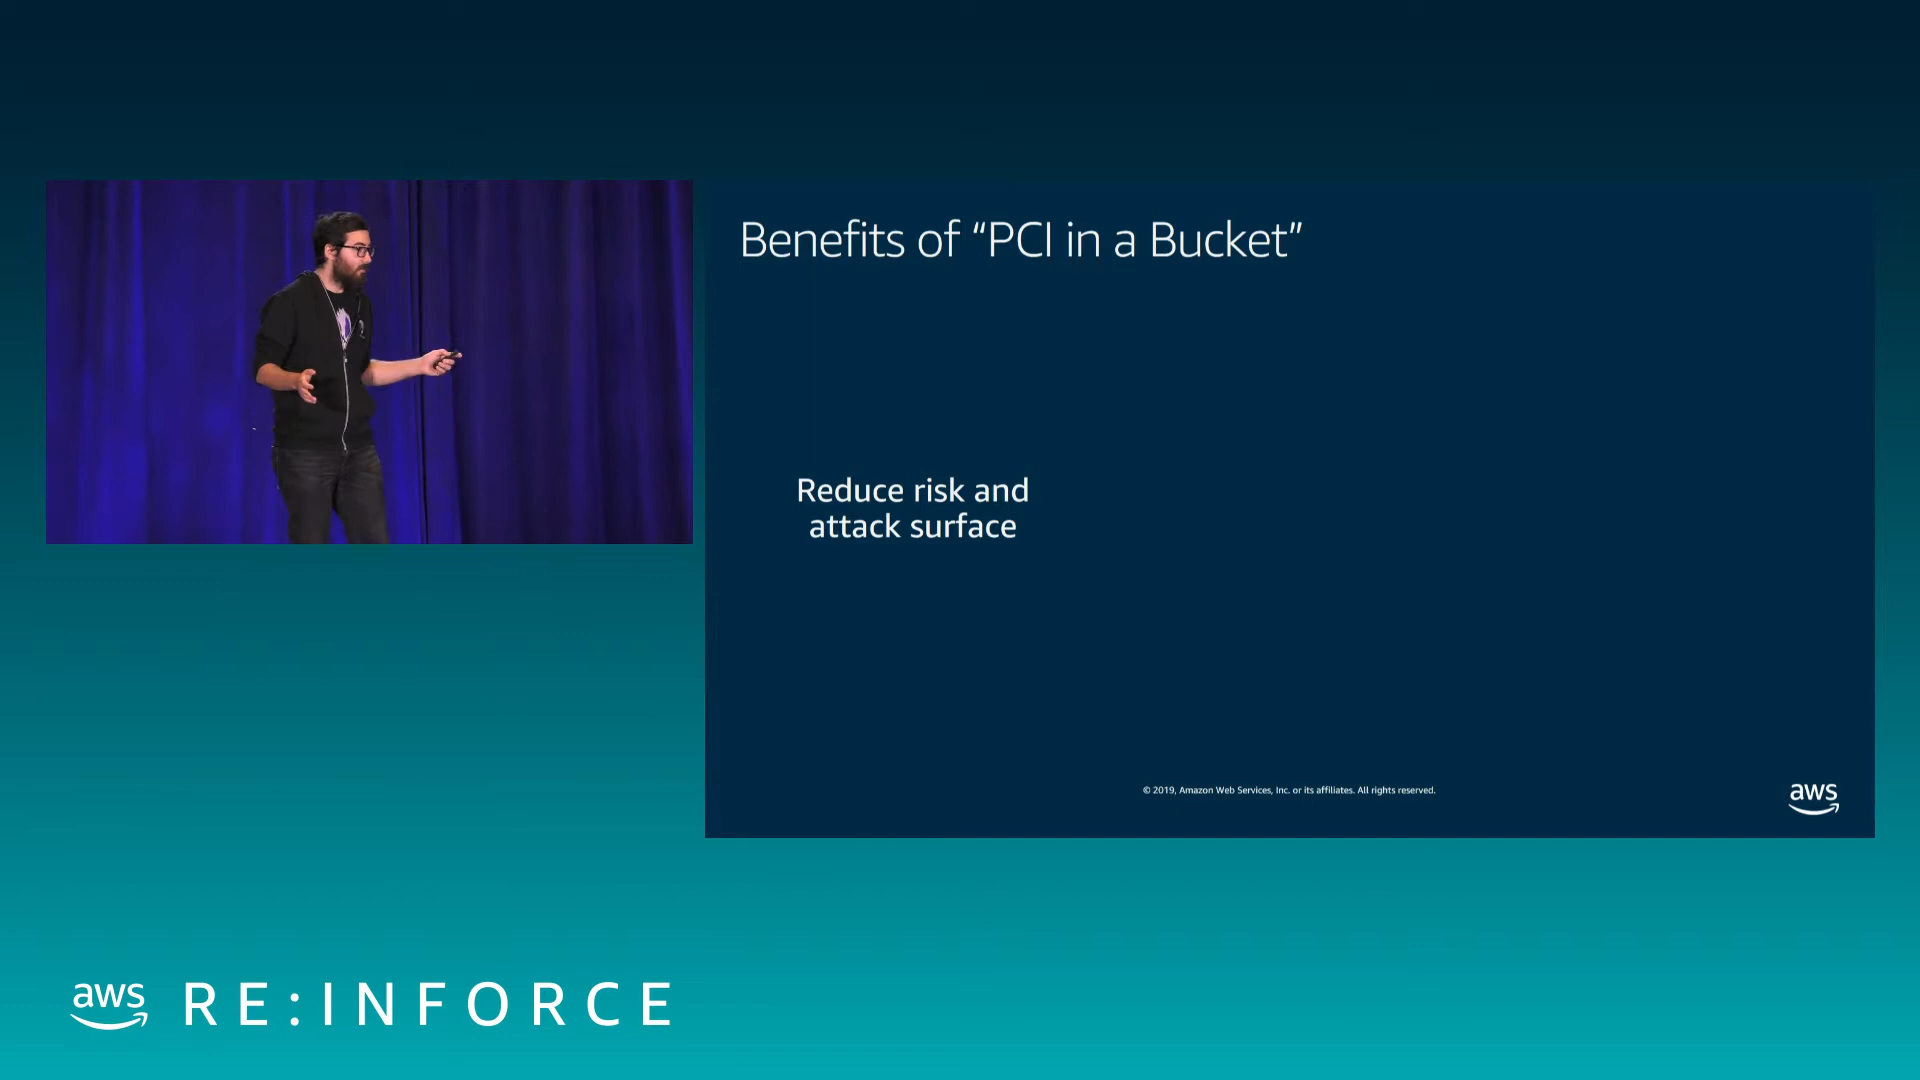 Benefits of “PCI in a Bucket”
Reduce risk and
attack surface
© 2019, Amazon Web Services, Inc. or its affiliates. All rights reserved.
aws
aws RE:INFORCE